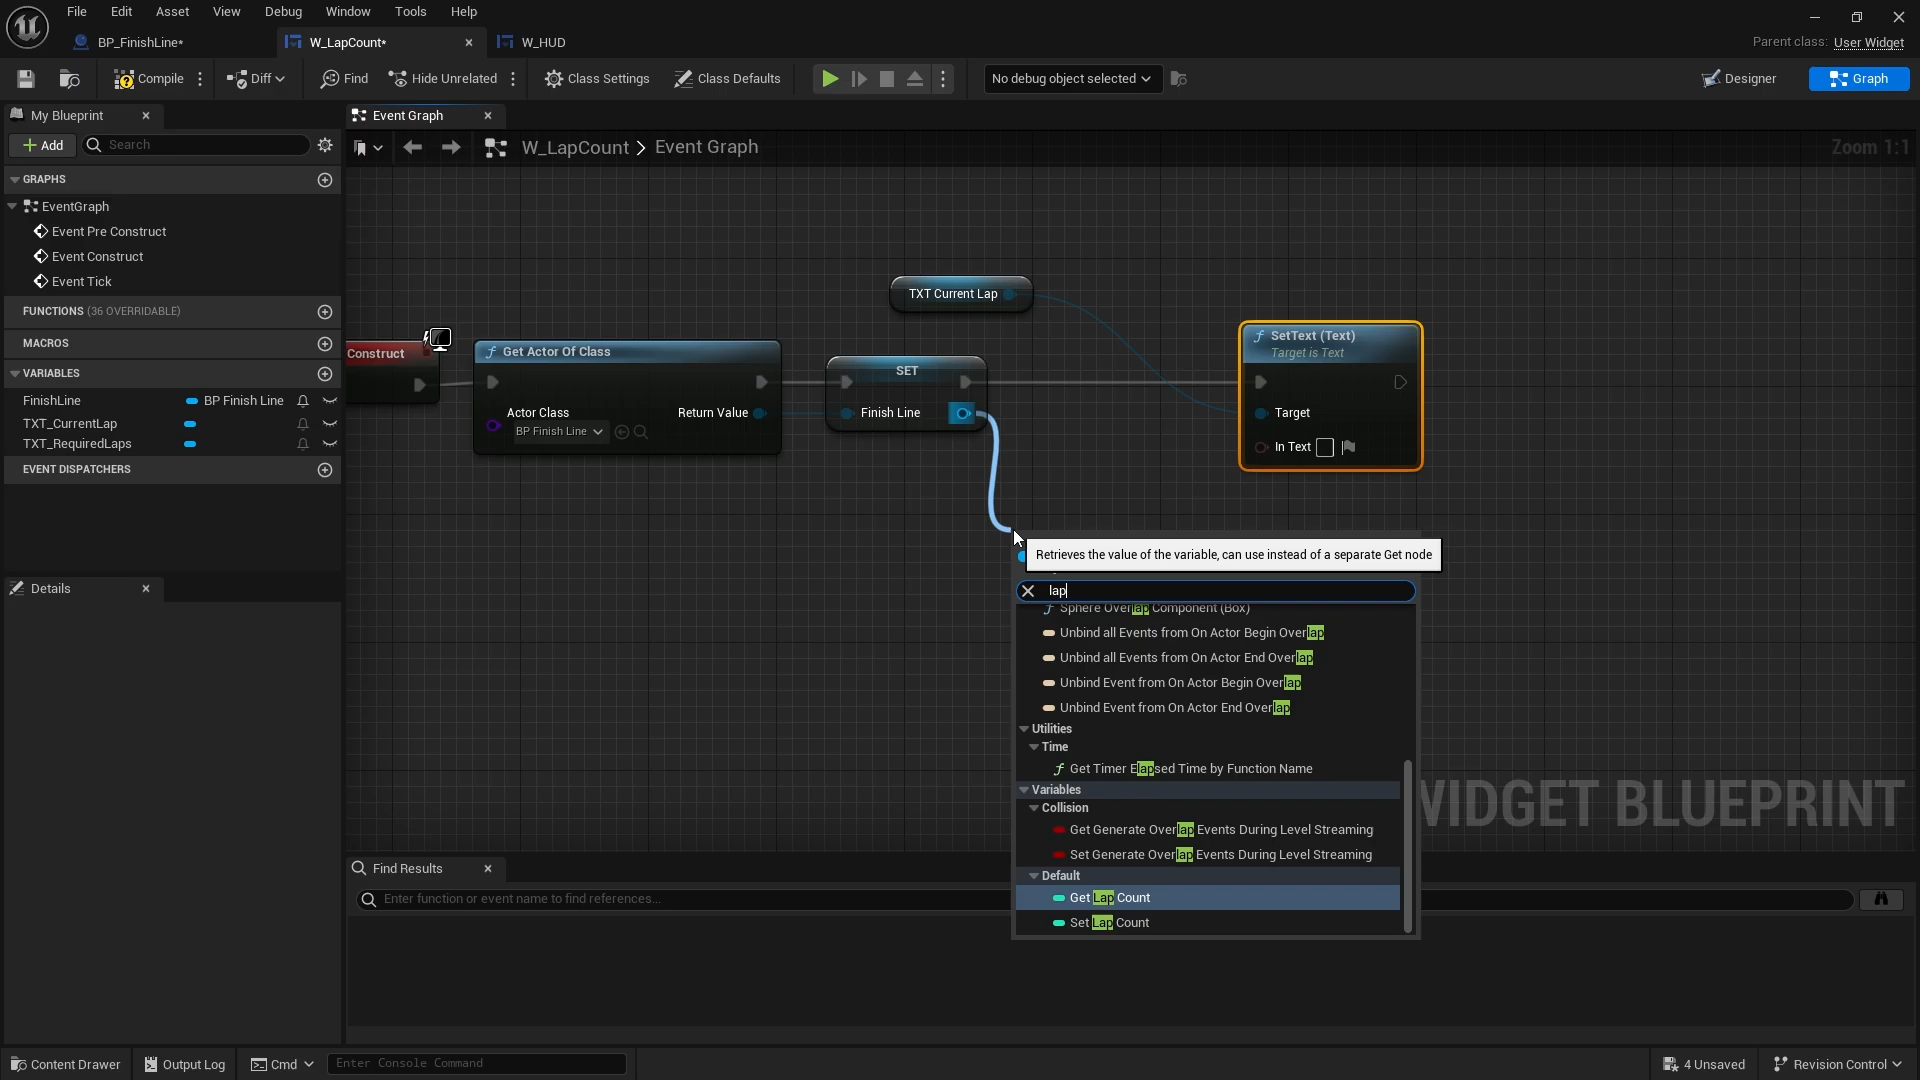 File Edit Asset View Debug Window Tools Help
BP_FinishLine*
W_LapCount*
W_HUD
Parent class: User Widget
Compile
Diff
Find
Hide Unrelated
Class Settings
Class Defaults
No debug object selected
Designer
Graph
My Blueprint
Add
Search
GRAPHS
EventGraph
Event Pre Construct
Event Construct
Event Tick
FUNCTIONS (36 OVERRIDABLE)
MACROS
VARIABLES
FinishLine BP Finish Line
TXT_CurrentLap
TXT_RequiredLaps
EVENT DISPATCHERS
Details
Event Graph
W_LapCount > Event Graph
Zoom 1:1
Construct
Get Actor Of Class
Actor Class
BP Finish Line
Return Value
TXT Current Lap
SET
Finish Line
SetText (Text)
Target is Text
Target
In Text
Retrieves the value of the variable, can use instead of a separate Get node
lap
Sphere Overlap Component (Box)
Unbind all Events from On Actor Begin Overlap
Unbind all Events from On Actor End Overlap
Unbind Event from On Actor Begin Overlap
Unbind Event from On Actor End Overlap
Utilities
Time
Get Timer Elapsed Time by Function Name
Variables
Collision
Get Generate Overlap Events During Level Streaming
Set Generate Overlap Events During Level Streaming
Default
Get Lap Count
Set Lap Count
WIDGET BLUEPRINT
Find Results
Enter function or event name to find references...
Content Drawer
Output Log
Cmd
Enter Console Command
4 Unsaved
Revision Control